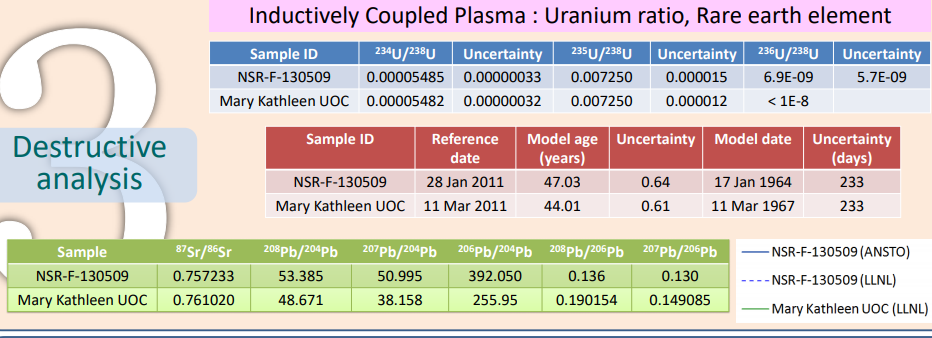 Inductively Coupled Plasma : Uranium ratio, Rare earth element
Sample ID ²³⁴U/²³⁸U Uncertainty ²³⁵U/²³⁸U Uncertainty ²³⁶U/²³⁸U Uncertainty
NSR-F-130509 0.00005485 0.00000033 0.007250 0.000015 6.9E-09 5.7E-09
Mary Kathleen UOC 0.00005482 0.00000032 0.007250 0.000012 < 1E-8
3
Destructive
analysis
Sample ID Reference Model age Uncertainty Model date Uncertainty
date (years) (days)
NSR-F-130509 28 Jan 2011 47.03 0.64 17 Jan 1964 233
Mary Kathleen UOC 11 Mar 2011 44.01 0.61 11 Mar 1967 233
Sample ⁸⁷Sr/⁸⁶Sr ²⁰⁸Pb/²⁰⁴Pb ²⁰⁷Pb/²⁰⁴Pb ²⁰⁶Pb/²⁰⁴Pb ²⁰⁸Pb/²⁰⁶Pb ²⁰⁷Pb/²⁰⁶Pb
NSR-F-130509 0.757233 53.385 50.995 392.050 0.136 0.130
Mary Kathleen UOC 0.761020 48.671 38.158 255.95 0.190154 0.149085
NSR-F-130509 (ANSTO)
NSR-F-130509 (LLNL)
Mary Kathleen UOC (LLNL)